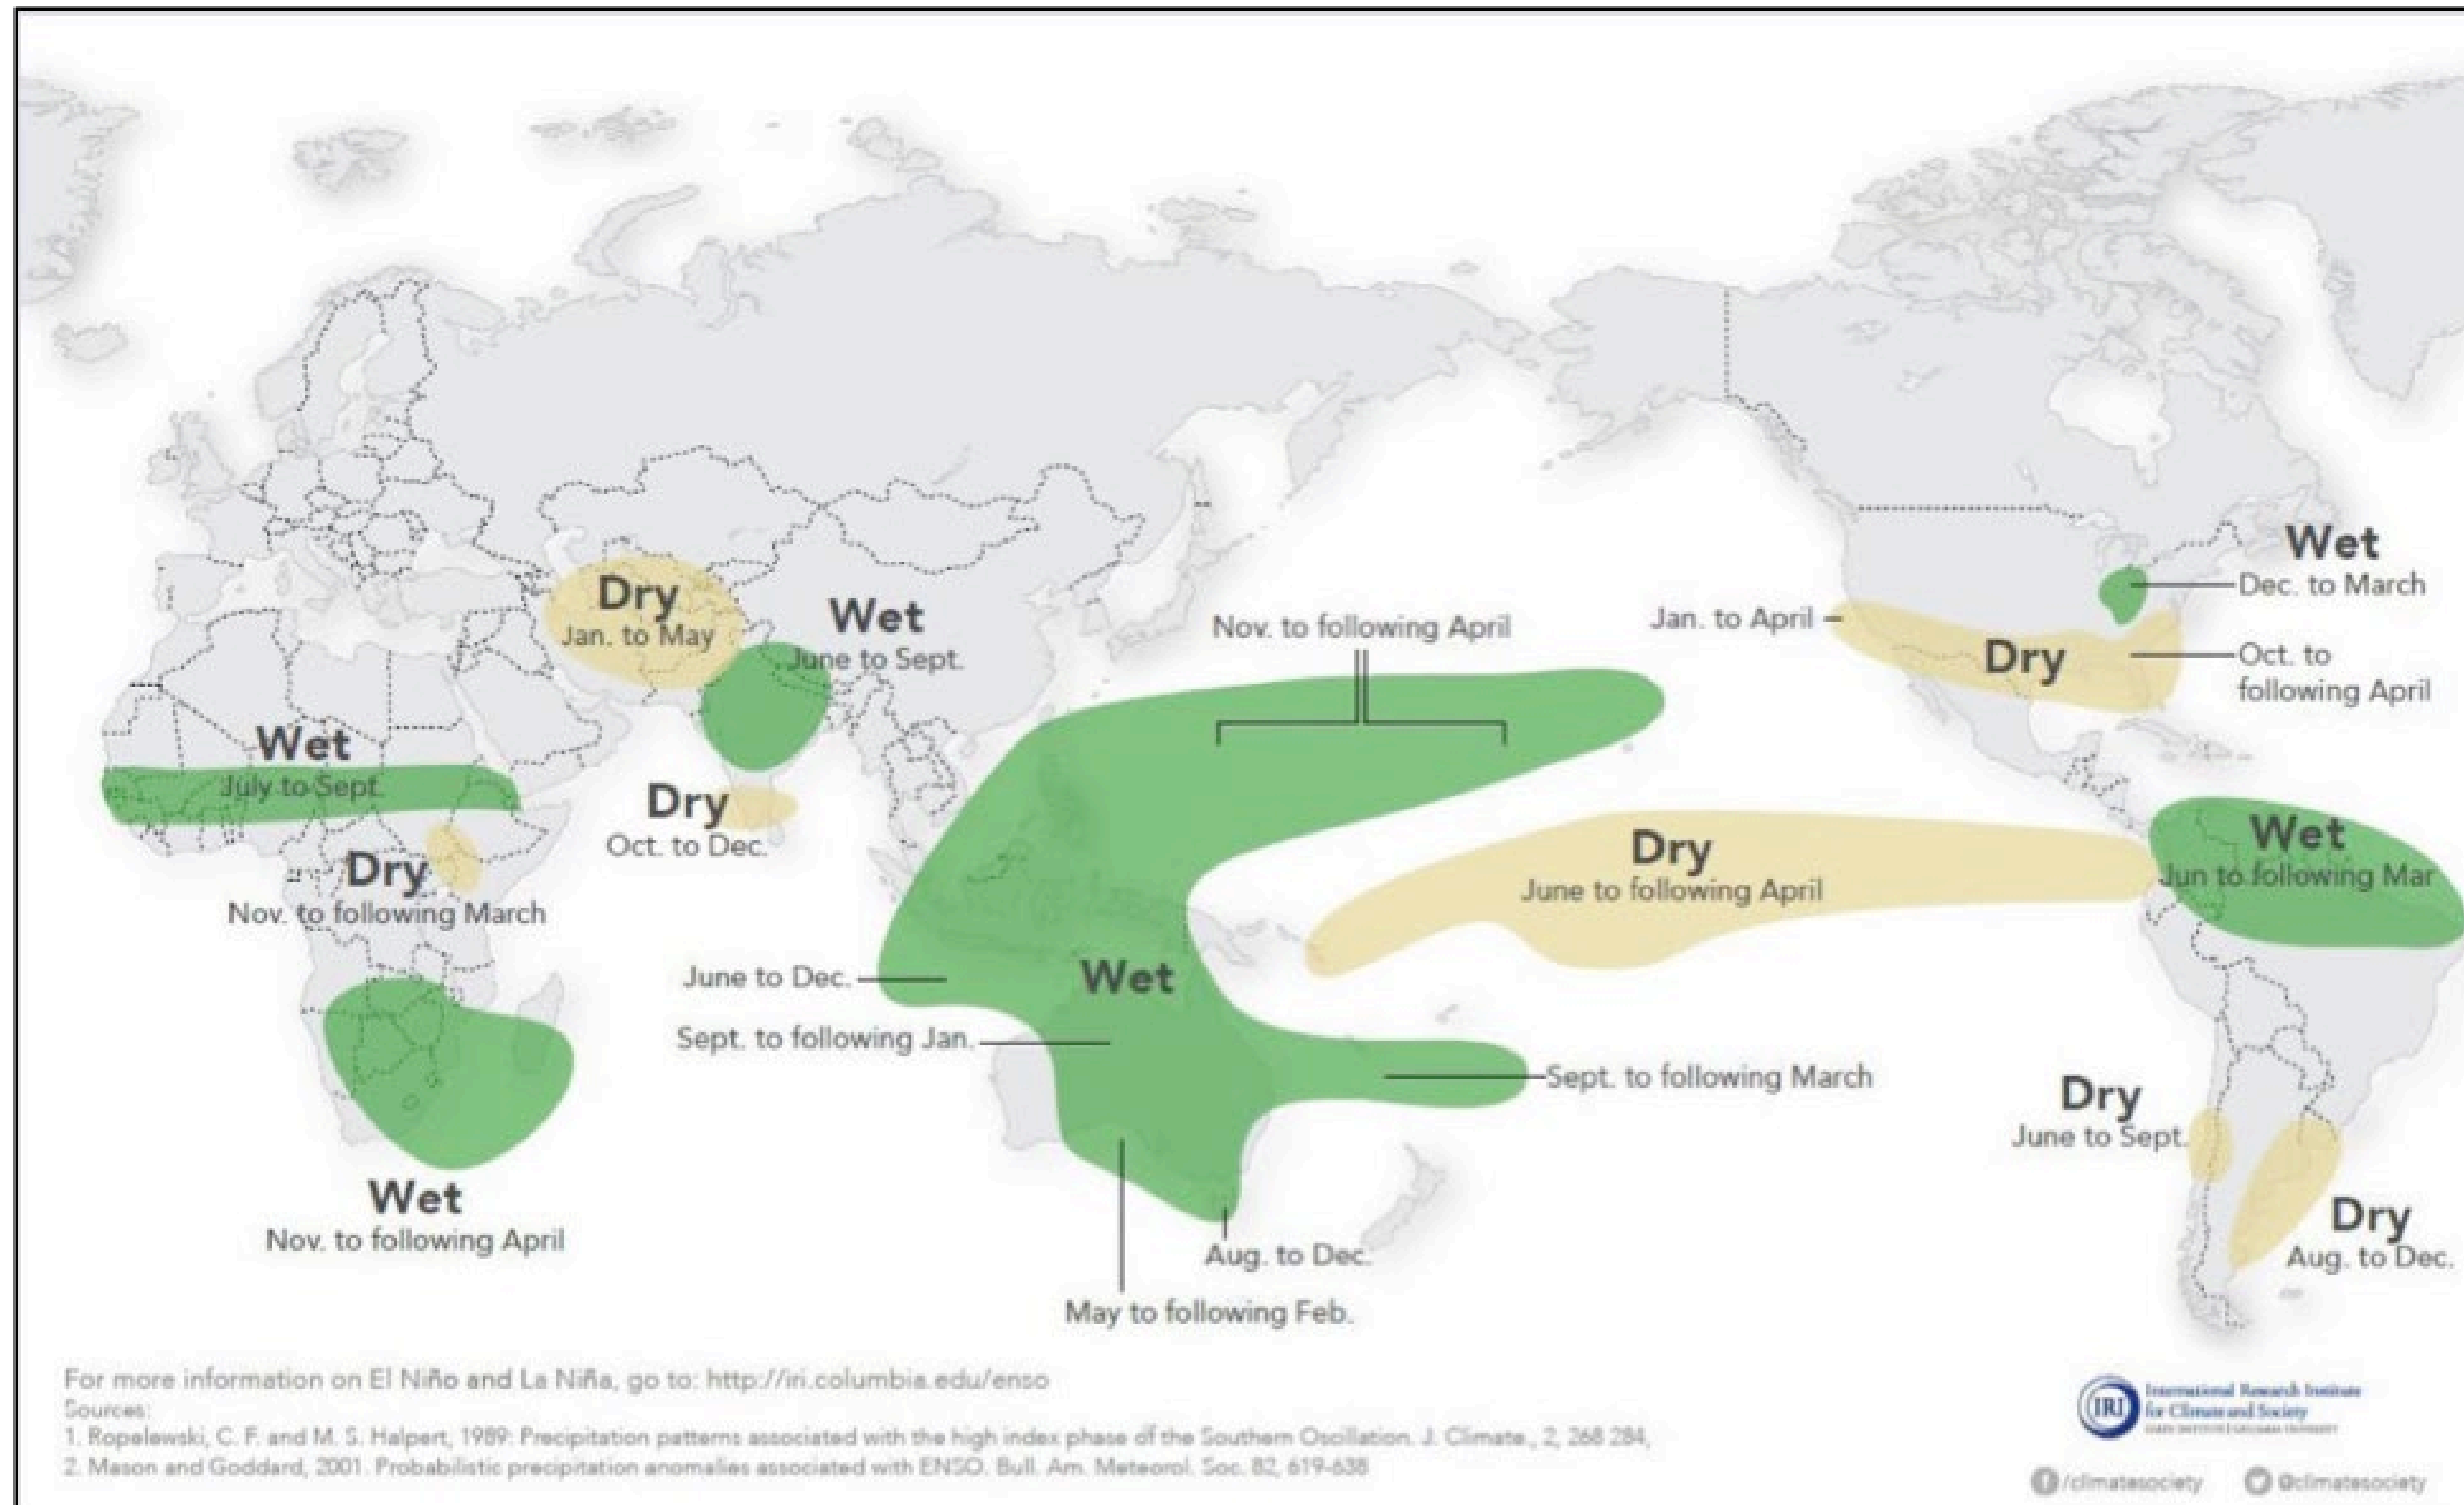 Wet
Dec. to March
Dry
Jan. to May
Wet
June to Sept.
Nov. to following April
Jan. to April
Dry
Oct. to
following April
Wet
July to Sept.
Dry
Oct. to Dec.
Dry
Nov. to following March
Dry
June to following April
Wet
Jun to following Mar
June to Dec.
Wet
Sept. to following Jan.
Sept. to following March
Dry
June to Sept.
Wet
Nov. to following April
Dry
Aug. to Dec.
Aug. to Dec.
May to following Feb.
For more information on El Niño and La Niña, go to: http://iri.columbia.edu/enso
Sources:
1. Ropelewski, C. F. and M. S. Halpert, 1989: Precipitation patterns associated with the high index phase of the Southern Oscillation. J. Climate., 2, 268 284,
2. Mason and Goddard, 2001. Probabilistic precipitation anomalies associated with ENSO. Bull. Am. Meteorol. Soc. 82, 619-638
IRI
International Research Institute
for Climate and Society
EARTH INSTITUTE | COLUMBIA UNIVERSITY
/climatesociety
@climatesociety